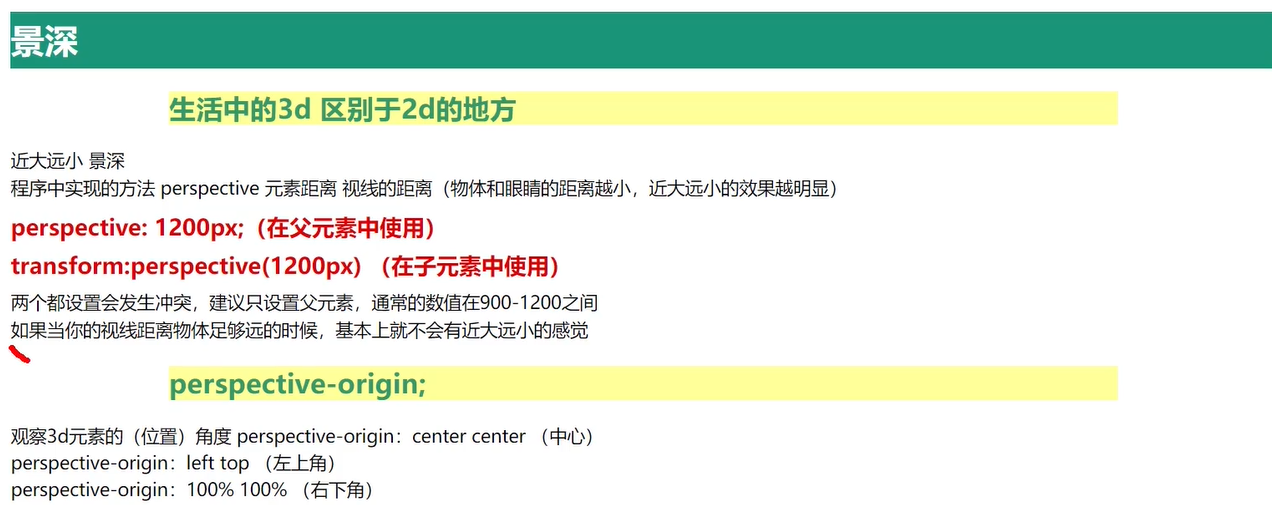 景深
生活中的3d 区别于2d的地方
近大远小 景深
程序中实现的方法 perspective 元素距离 视线的距离（物体和眼睛的距离越小，近大远小的效果越明显）
perspective: 1200px;（在父元素中使用）
transform:perspective(1200px) （在子元素中使用）
两个都设置会发生冲突，建议只设置父元素，通常的数值在900-1200之间
如果当你的视线距离物体足够远的时候，基本上就不会有近大远小的感觉
perspective-origin;
观察3d元素的（位置）角度 perspective-origin：center center （中心）
perspective-origin：left top （左上角）
perspective-origin：100% 100% （右下角）